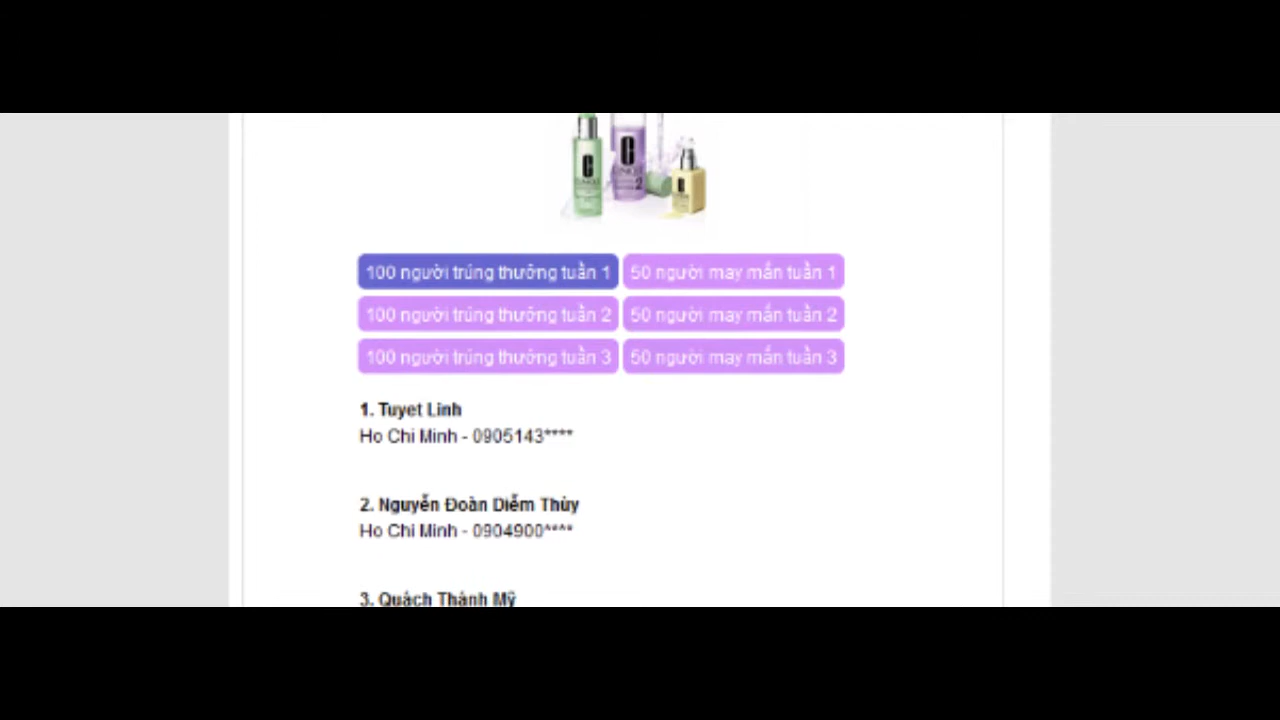 100 người trúng thưởng tuần 1
50 người may mắn tuần 1
100 người trúng thưởng tuần 2
50 người may mắn tuần 2
100 người trúng thưởng tuần 3
50 người may mắn tuần 3
1. Tuyet Linh
Ho Chi Minh - 0905143****
2. Nguyễn Đoàn Diễm Thùy
Ho Chi Minh - 0904900****
3. Quách Thánh Mỹ